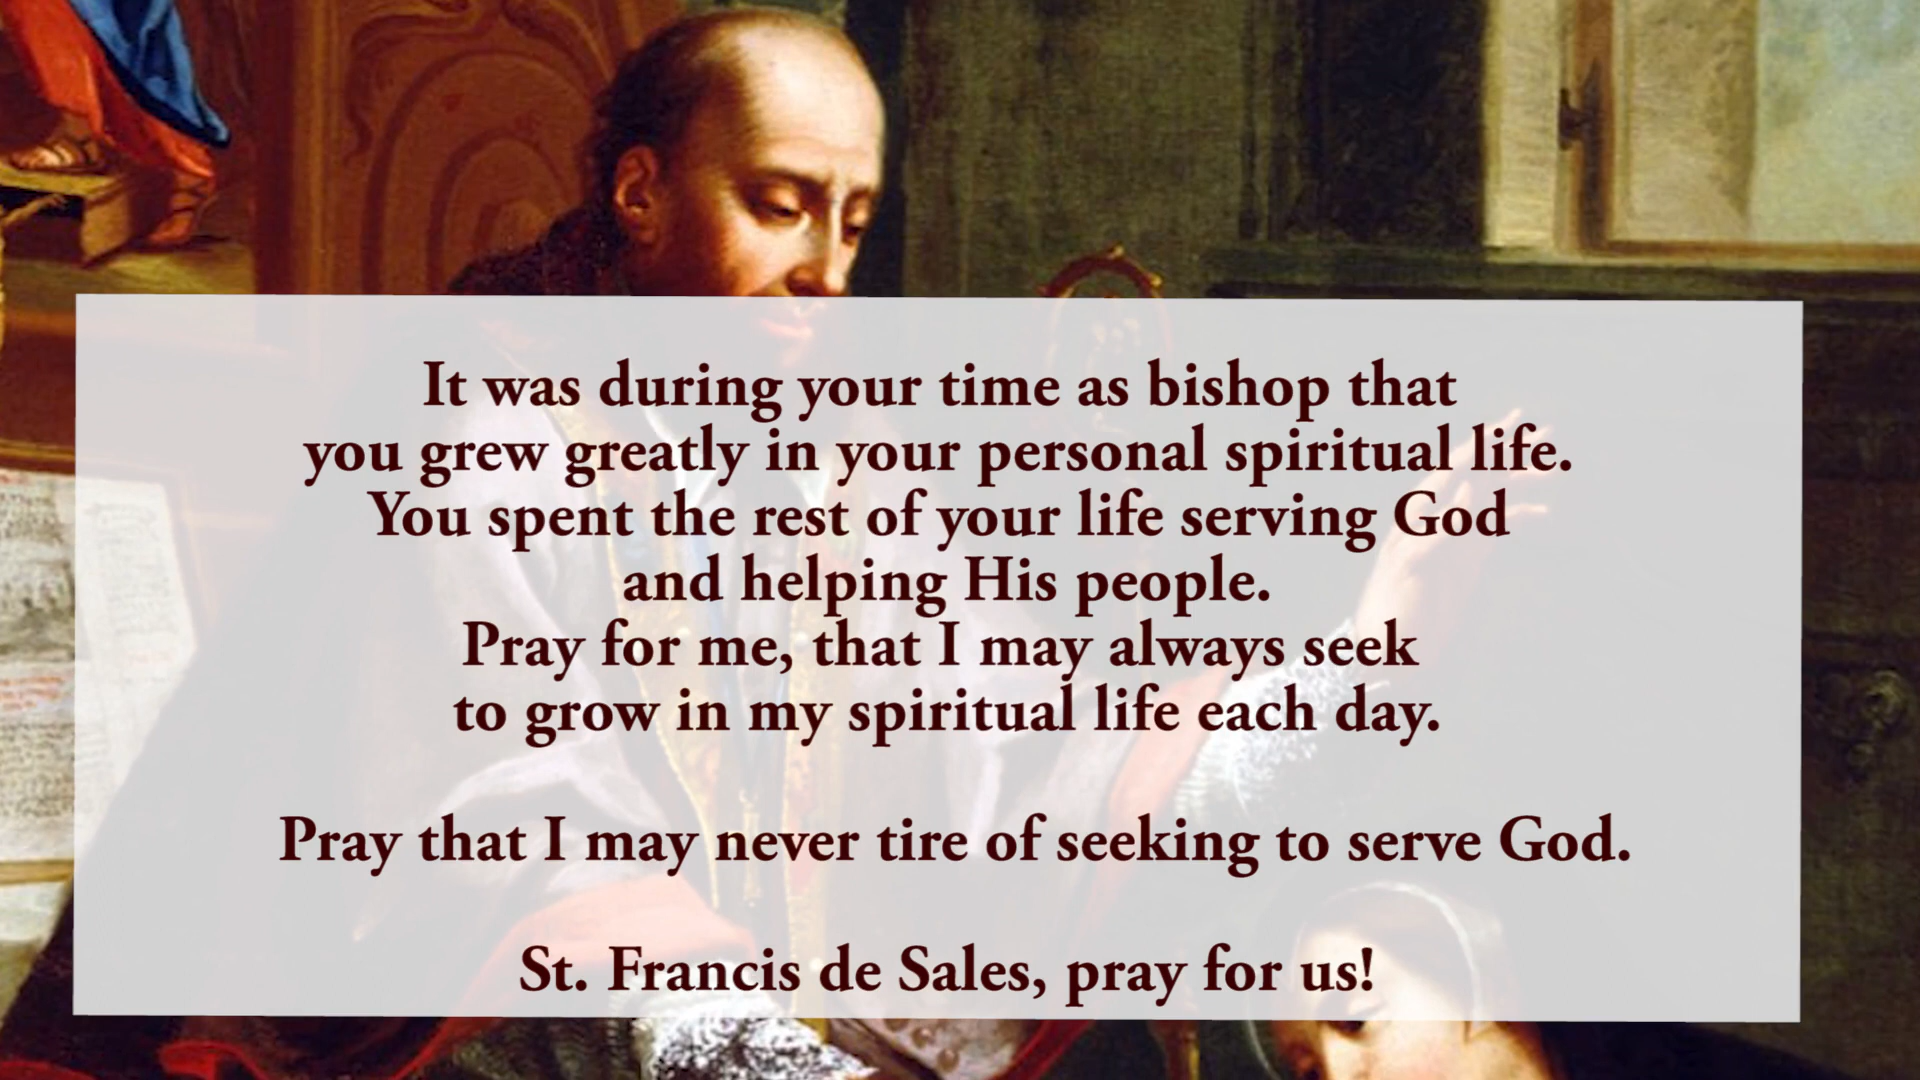 It was during your time as bishop that
you grew greatly in your personal spiritual life.
You spent the rest of your life serving God
and helping His people.
Pray for me, that I may always seek
to grow in my spiritual life each day.
Pray that I may never tire of seeking to serve God.
St. Francis de Sales, pray for us!